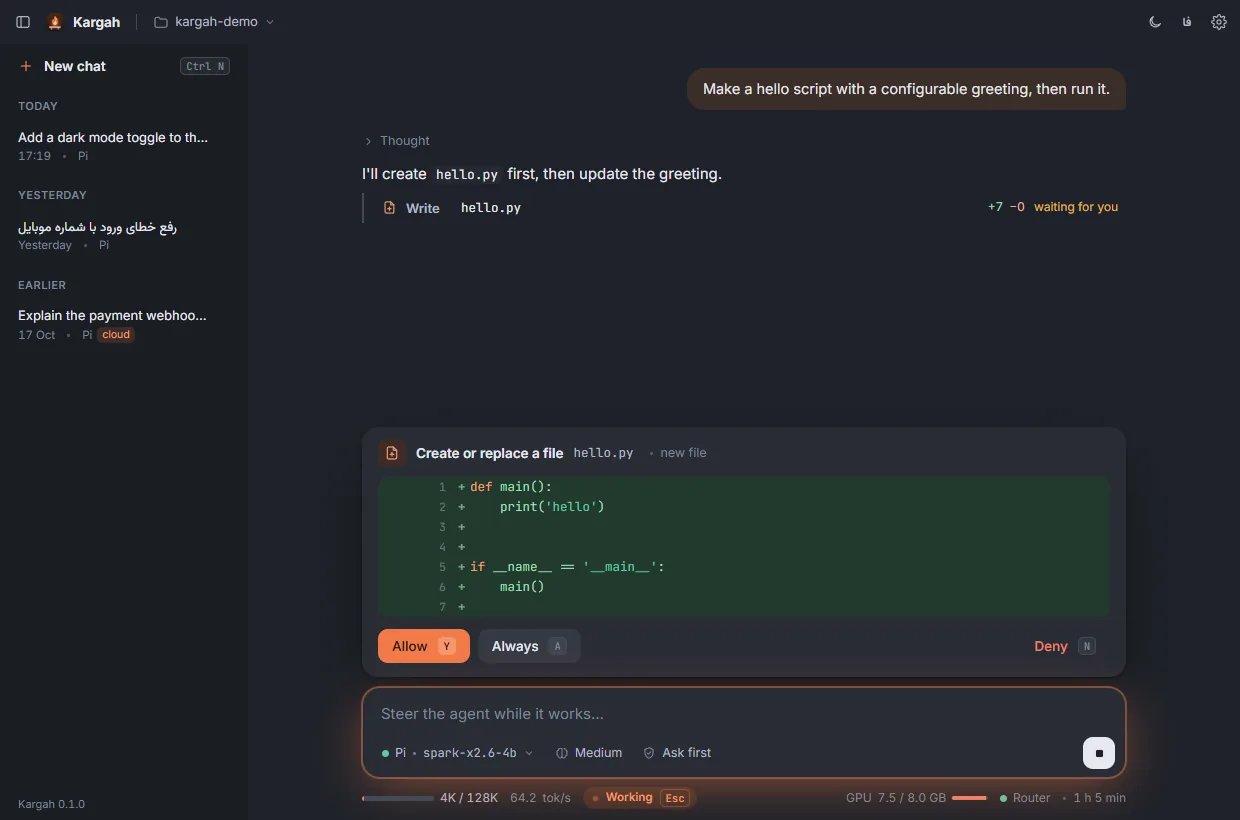 Kargah
kargah-demo
فا
New chat
Ctrl N
TODAY
Add a dark mode toggle to th...
17:19 • Pi
YESTERDAY
رفع خطای ورود با شماره موبایل
Yesterday • Pi
EARLIER
Explain the payment webhoo...
17 Oct • Pi cloud
Kargah 0.1.0
Make a hello script with a configurable greeting, then run it.
Thought
I'll create hello.py first, then update the greeting.
Write hello.py +7 −0 waiting for you
Create or replace a file hello.py • new file
1 + def main():
2 +     print('hello')
3 +
4 +
5 + if __name__ == '__main__':
6 +     main()
7 +
Allow Y Always A Deny N
Steer the agent while it works...
Pi • spark-x2.6-4b Medium Ask first
4K / 128K 64.2 tok/s Working Esc GPU 7.5 / 8.0 GB Router • 1 h 5 min